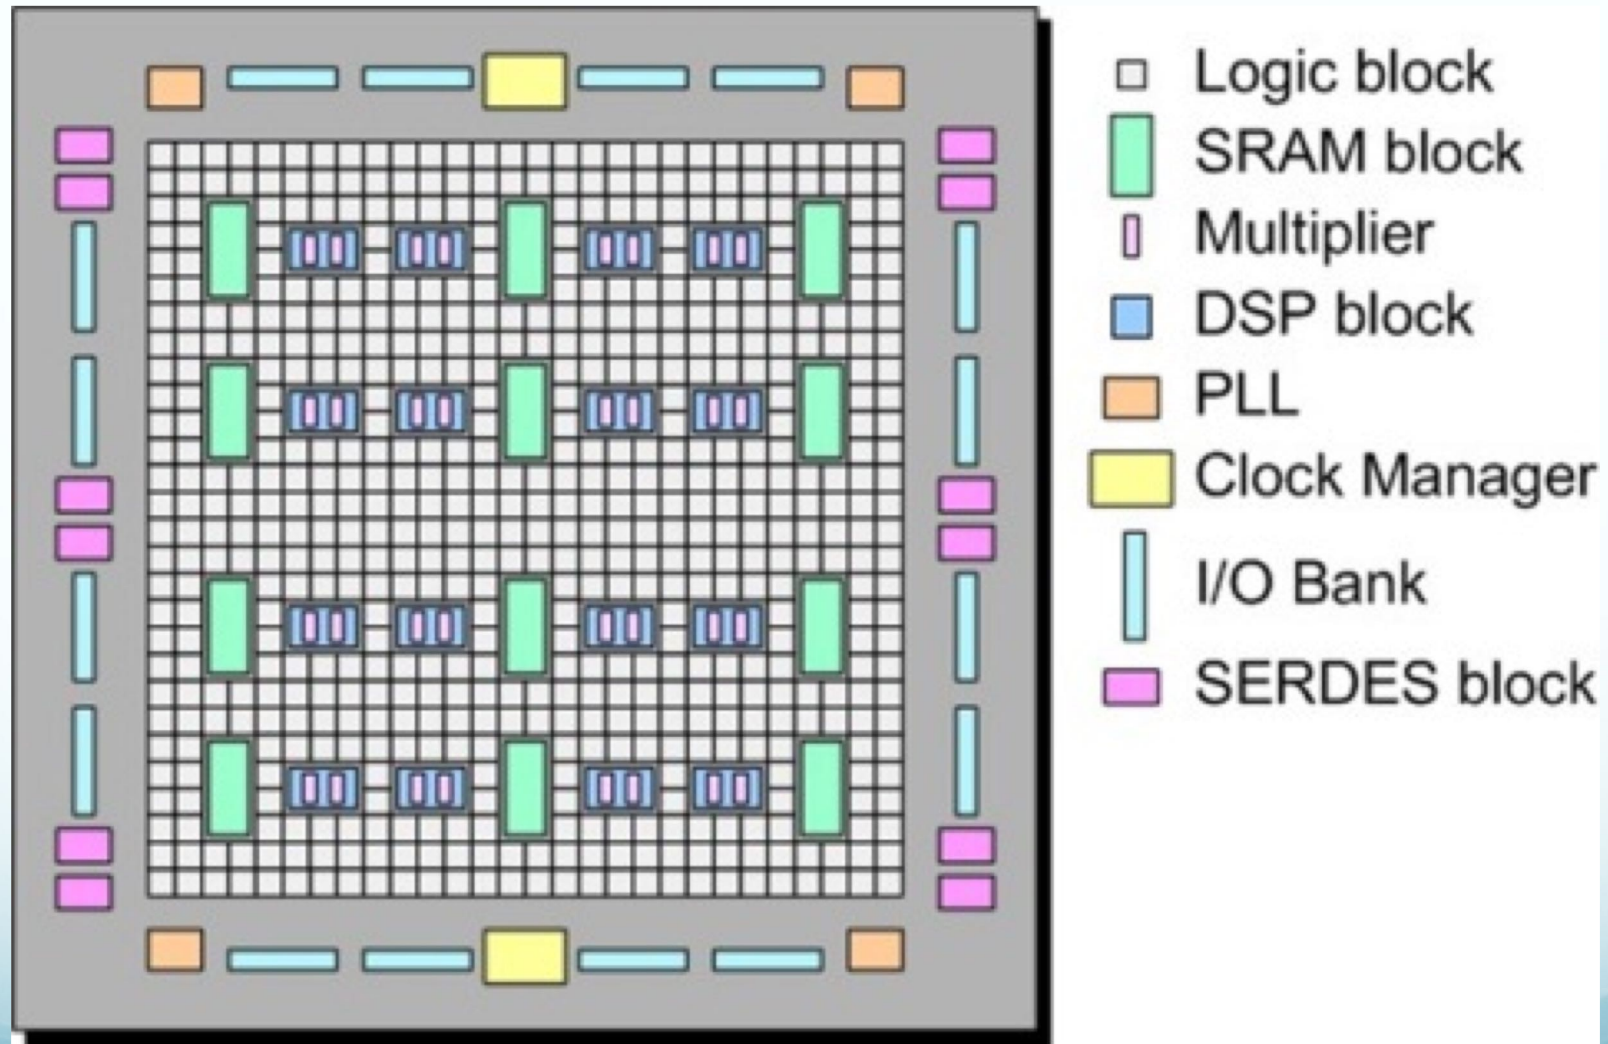 Logic block
SRAM block
Multiplier
DSP block
PLL
Clock Manager
I/O Bank
SERDES block